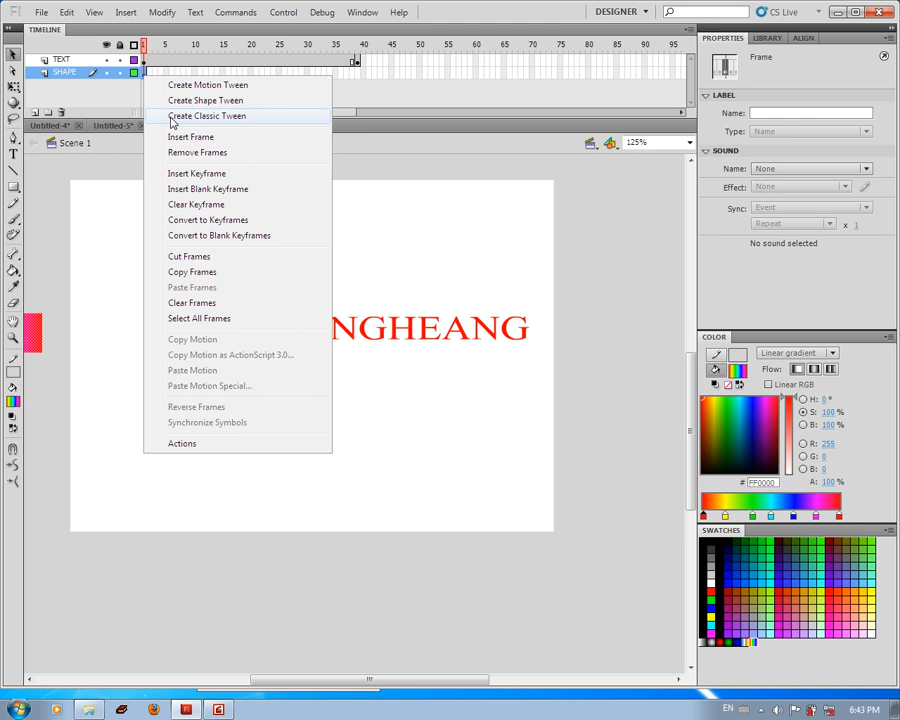 File Edit View Insert Modify Text Commands Control Debug Window Help DESIGNER CS Live
TIMELINE
1 5 10 15 20 25 30 35 40 45 50 55 60 65 70 75 80 85 90 95
TEXT
SHAPE
Untitled-4* Untitled-5*
Scene 1 125%
Create Motion Tween
Create Shape Tween
Create Classic Tween
Insert Frame
Remove Frames
Insert Keyframe
Insert Blank Keyframe
Clear Keyframe
Convert to Keyframes
Convert to Blank Keyframes
Cut Frames
Copy Frames
Paste Frames
Clear Frames
Select All Frames
Copy Motion
Copy Motion as ActionScript 3.0...
Paste Motion
Paste Motion Special...
Reverse Frames
Synchronize Symbols
Actions
NGHEANG
PROPERTIES LIBRARY ALIGN
Frame
LABEL
Name:
Type: Name
SOUND
Name: None
Effect: None
Sync: Event
Repeat x 1
No sound selected
COLOR
Linear gradient
Flow:
Linear RGB
H: 0 °
S: 100 %
B: 100 %
R: 255
G: 0
B: 0
# FF0000 A: 100 %
SWATCHES
EN 6:43 PM